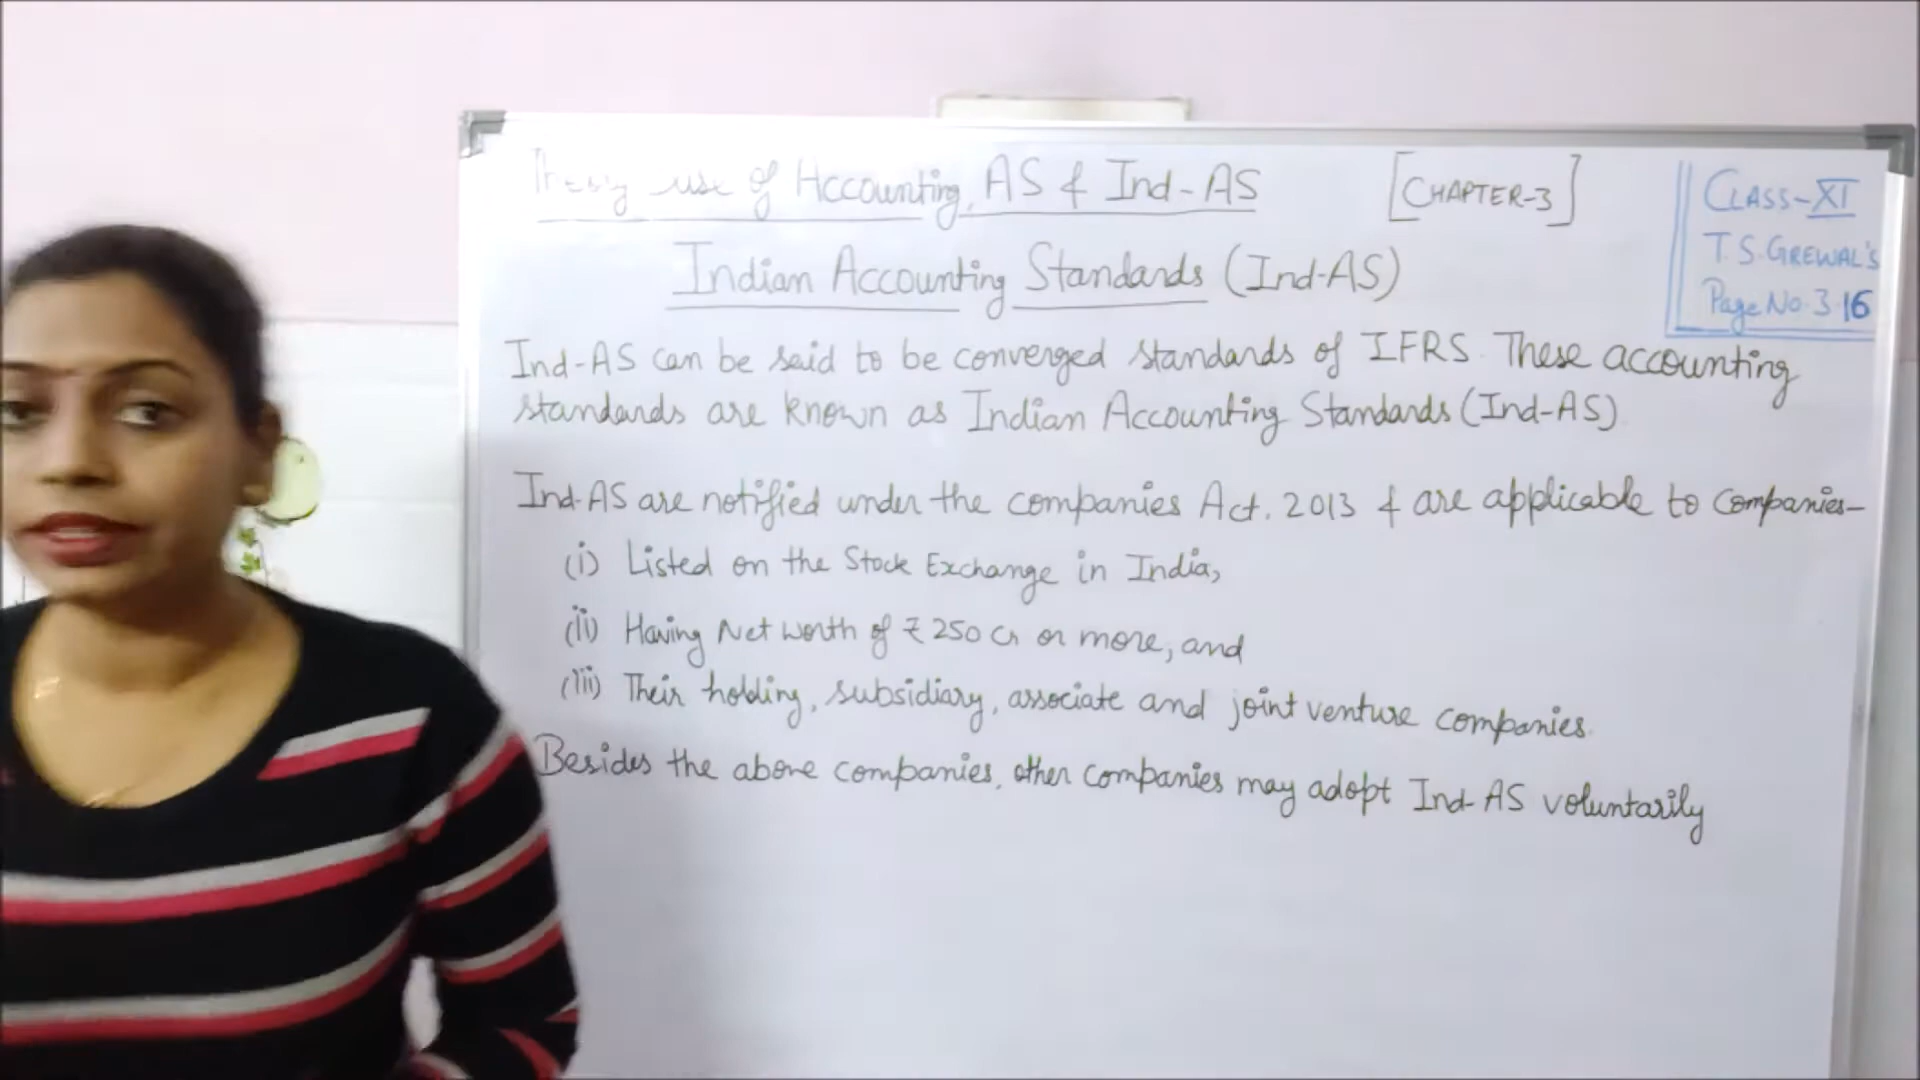 use of Accounting, AS & Ind-AS
[CHAPTER-3]
CLASS-XI
T.S.GREWAL'S
Page No. 3.16
Indian Accounting Standards (Ind-AS)
Ind-AS can be said to be converged standards of IFRS. These accounting
standards are known as Indian Accounting Standards (Ind-AS).
Ind-AS are notified under the companies Act. 2013 & are applicable to Companies-
(i) Listed on the Stock Exchange in India,
(ii) Having Net Worth of ₹ 250 Cr or more, and
(iii) Their holding, subsidiary, associate and joint venture companies.
Besides the above companies, other companies may adopt Ind-AS voluntarily